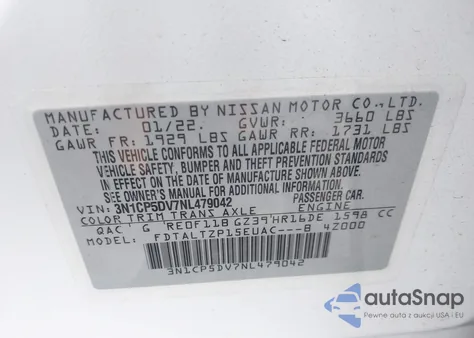 MANUFACTURED BY NISSAN MOTOR CO., LTD.
DATE: 01/22. GVWR: 3660 LBS
GAWR FR: 1929 LBS GAWR RR: 1731 LBS
THIS VEHICLE CONFORMS TO ALL APPLICABLE FEDERAL MOTOR
VEHICLE SAFETY, BUMPER AND THEFT PREVENTION STANDARDS
IN EFFECT ON THE DATE OF MANUFACTURE SHOWN ABOVE.
SEE OWNER'S MANUAL FOR ADDITIONAL INFORMATION.
VIN: 3N1CP5DV7NL479042 PASSENGER CAR
COLOR TRIM TRANS AXLE ENGINE
QAC G RE0F11B GZ39 HR16DE 1598 CC
FDTALTZP15EUAC---B 4Z000
3N1CP5DV7NL479042
autoSnap
Pewne auta z USA i EU